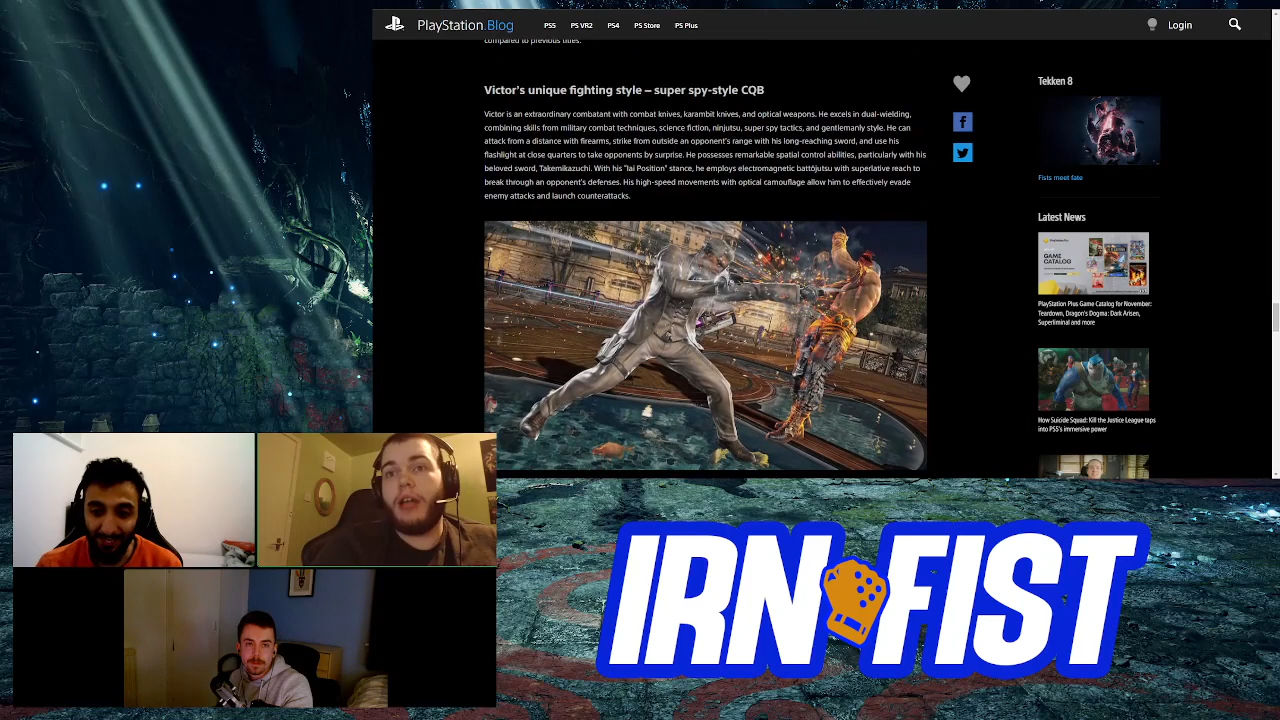 PlayStation.Blog
PS5 PS VR2 PS4 PS Store PS Plus
Login
compared to previous titles.
Victor's unique fighting style – super spy-style CQB
Victor is an extraordinary combatant with combat knives, karambit knives, and optical weapons. He excels in dual-wielding,
combining skills from military combat techniques, science fiction, ninjutsu, super spy tactics, and gentlemanly style. He can
attack from a distance with firearms, strike from outside an opponent's range with his long-reaching sword, and use his
flashlight at close quarters to take opponents by surprise. He possesses remarkable spatial control abilities, particularly with his
beloved sword, Takemikazuchi. With his "Iai Position" stance, he employs electromagnetic battōjutsu with superlative reach to
break through an opponent's defenses. His high-speed movements with optical camouflage allow him to effectively evade
enemy attacks and launch counterattacks.
Tekken 8
Fists meet fate
Latest News
GAME
CATALOG
PlayStation Plus Game Catalog for November:
Teardown, Dragon's Dogma: Dark Arisen,
Superliminal and more
How Suicide Squad: Kill the Justice League taps
into PS5's immersive power
IRN FIST